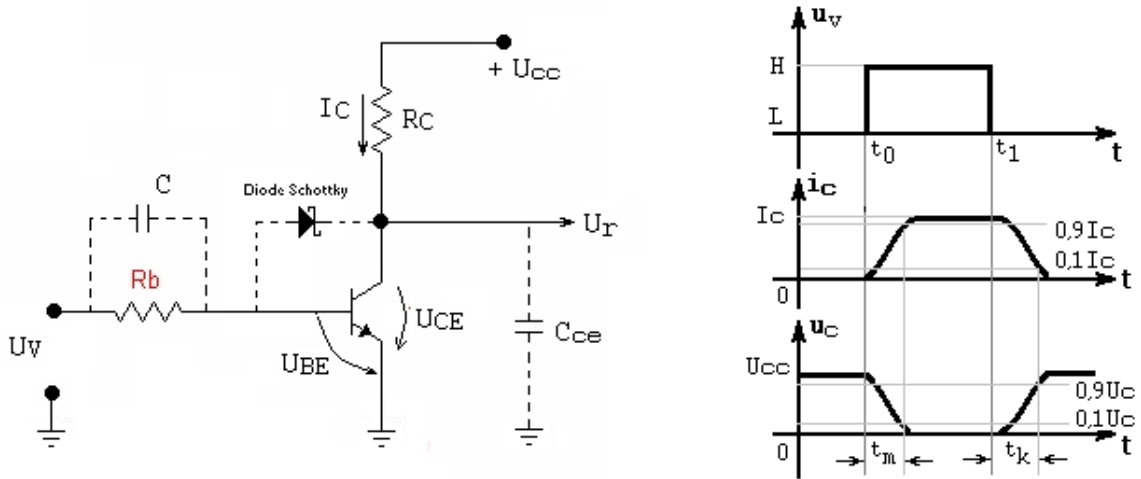 + Ucc
IC
RC
C
Diode Schottky
Ur
Rb
UCE
Cce
Uv
UBE
uv
H
L
t0
t1
t
ic
Ic
0,9Ic
0,1Ic
0
t
uc
Ucc
0,9Uc
0,1Uc
0
tm
tk
t